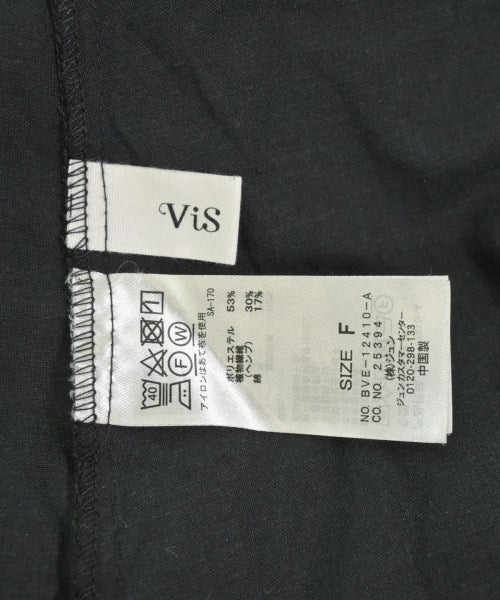 ViS
40
F
W
アイロンはあて布を使用
SA-170
ポリエステル 53%
植物繊維
(ヘンプ) 30%
綿 17%
SIZE F
NO. BVE-12410-A
CO. NO. 25394 E
(株)ジュン
ジュンカスタマーセンター
0120-298-133
中国製